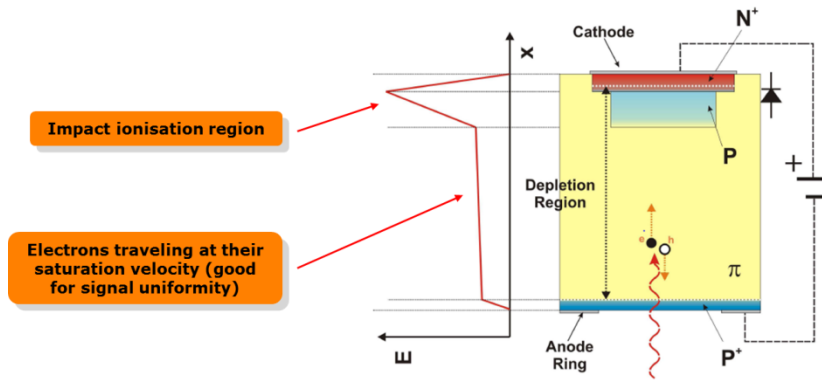 Impact ionisation region
Electrons traveling at their
saturation velocity (good
for signal uniformity)
E
x
Cathode
N+
P
Depletion
Region
e
h
π
Anode
Ring
P+
+